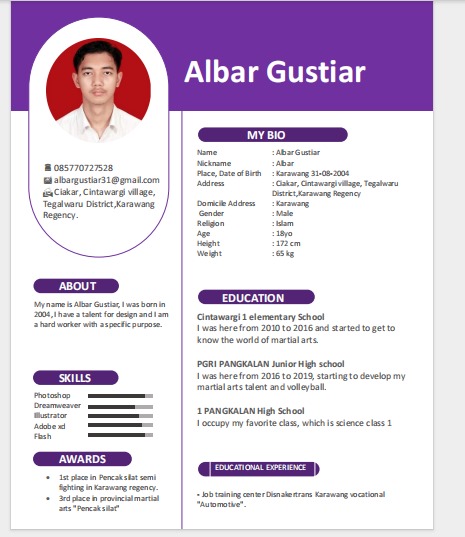 Albar Gustiar
085770727528
albargustiar31@gmail.com
Ciakar, Cintawargi village,
Tegalwaru District,Karawang
Regency.
ABOUT
My name is Albar Gustiar, I was born in
2004, I have a talent for design and I am
a hard worker with a specific purpose.
SKILLS
Photoshop
Dreamweaver
Illustrator
Adobe xd
Flash
AWARDS
• 1st place in Pencak silat semi
fighting in Karawang regency.
• 3rd place in provincial martial
arts "Pencak silat"
MY BIO
Name : Albar Gustiar
Nickname : Albar
Place, Date of Birth : Karawang 31•08•2004
Address : Ciakar, Cintawargi village, Tegalwaru
District,Karawang Regency
Domicile Address : Karawang
Gender : Male
Religion : Islam
Age : 18yo
Height : 172 cm
Weight : 65 kg
EDUCATION
Cintawargi 1 elementary School
I was here from 2010 to 2016 and started to get to
know the world of martial arts.
PGRI PANGKALAN Junior High school
I was here from 2016 to 2019, starting to develop my
martial arts talent and volleyball.
1 PANGKALAN High School
I occupy my favorite class, which is science class 1
EDUCATIONAL EXPERIENCE
• Job training center Disnakertrans Karawang vocational
"Automotive".